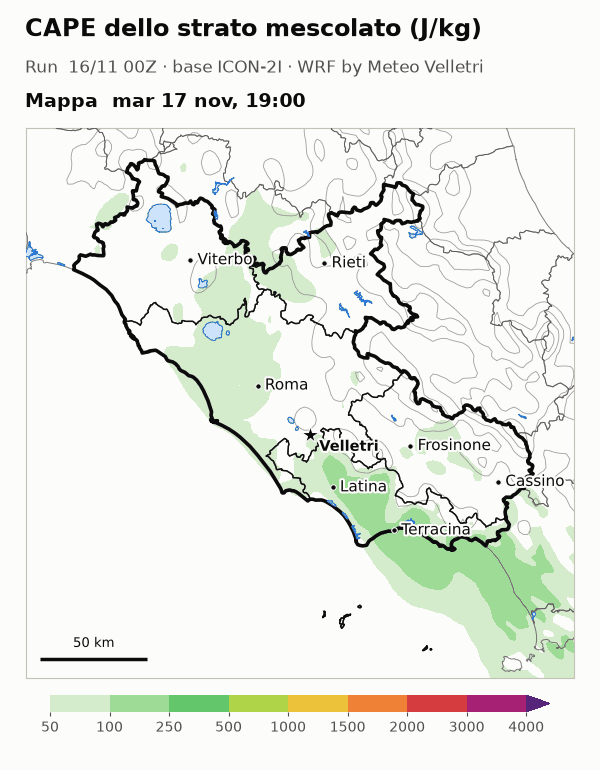 CAPE dello strato mescolato (J/kg)
Run  16/11 00Z · base ICON-2I · WRF by Meteo Velletri
Mappa  mar 17 nov, 19:00
Viterbo
Rieti
Roma
Velletri
Frosinone
Cassino
Latina
Terracina
50 km
50 100 250 500 1000 1500 2000 3000 4000